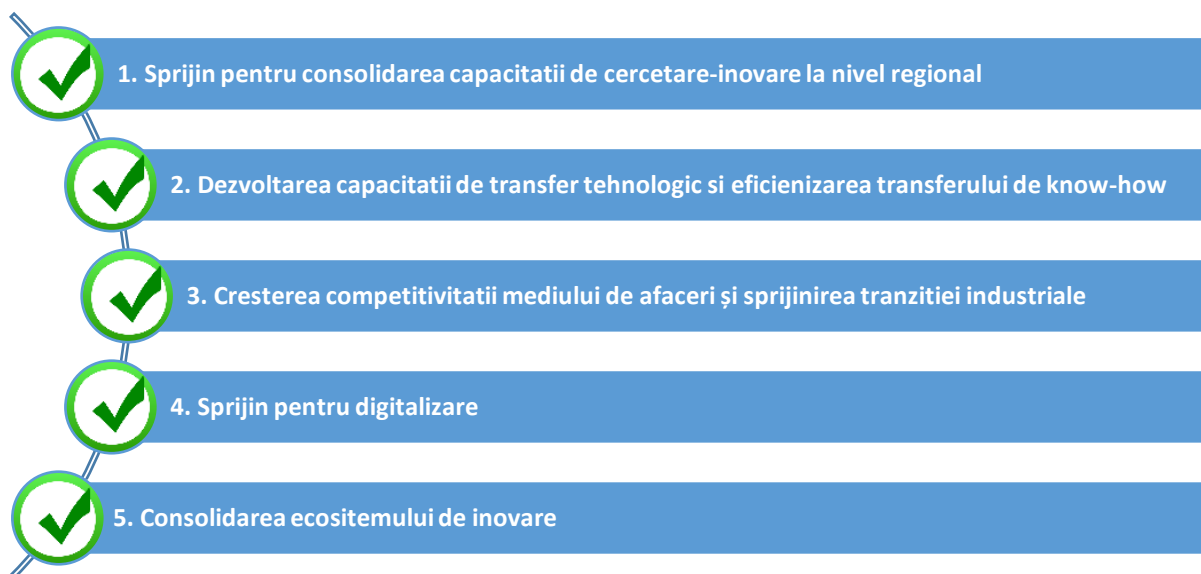 1. Sprijin pentru consolidarea capacitatii de cercetare-inovare la nivel regional
2. Dezvoltarea capacitatii de transfer tehnologic si eficienizarea transferului de know-how
3. Cresterea competitivitatii mediului de afaceri și sprijinirea tranzitiei industriale
4. Sprijin pentru digitalizare
5. Consolidarea ecositemului de inovare